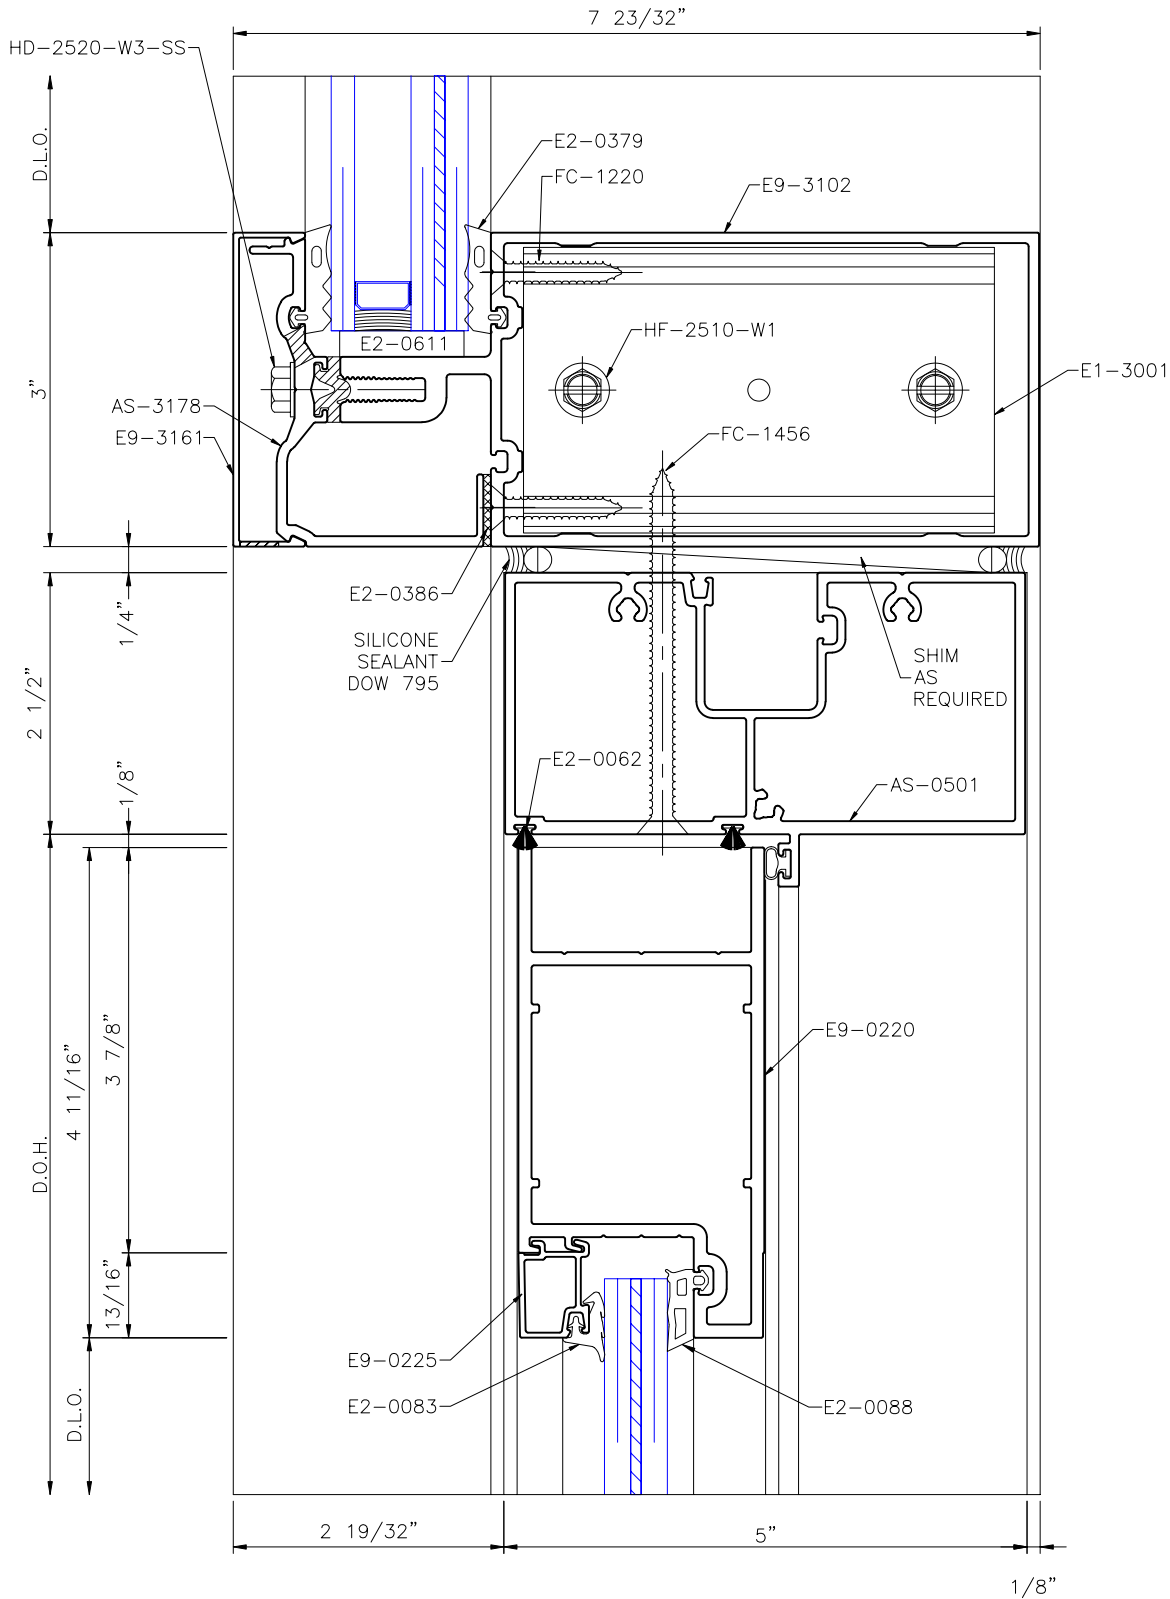 7 23/32”
HD-2520-W3-SS
D.L.O.
E2-0379
FC-1220
E9-3102
3”
E2-0611
HF-2510-W1
E1-3001
AS-3178
E9-3161
FC-1456
1/4”
E2-0386
SILICONE
SEALANT
DOW 795
SHIM
AS
REQUIRED
2 1/2”
1/8”
E2-0062
AS-0501
3 7/8”
4 11/16”
E9-0220
D.O.H.
13/16”
E9-0225
E2-0083
E2-0088
D.L.O.
2 19/32”
5”
1/8”